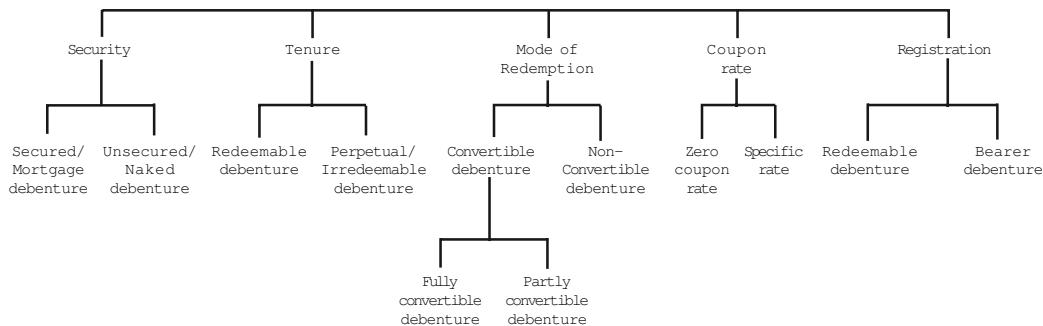 Security
Tenure
Mode of
Redemption
Coupon
rate
Registration
Secured/
Mortgage
debenture
Unsecured/
Naked
debenture
Redeemable
debenture
Perpetual/
Irredeemable
debenture
Convertible
debenture
Non-
Convertible
debenture
Zero
coupon
rate
Specific
rate
Redeemable
debenture
Bearer
debenture
Fully
convertible
debenture
Partly
convertible
debenture